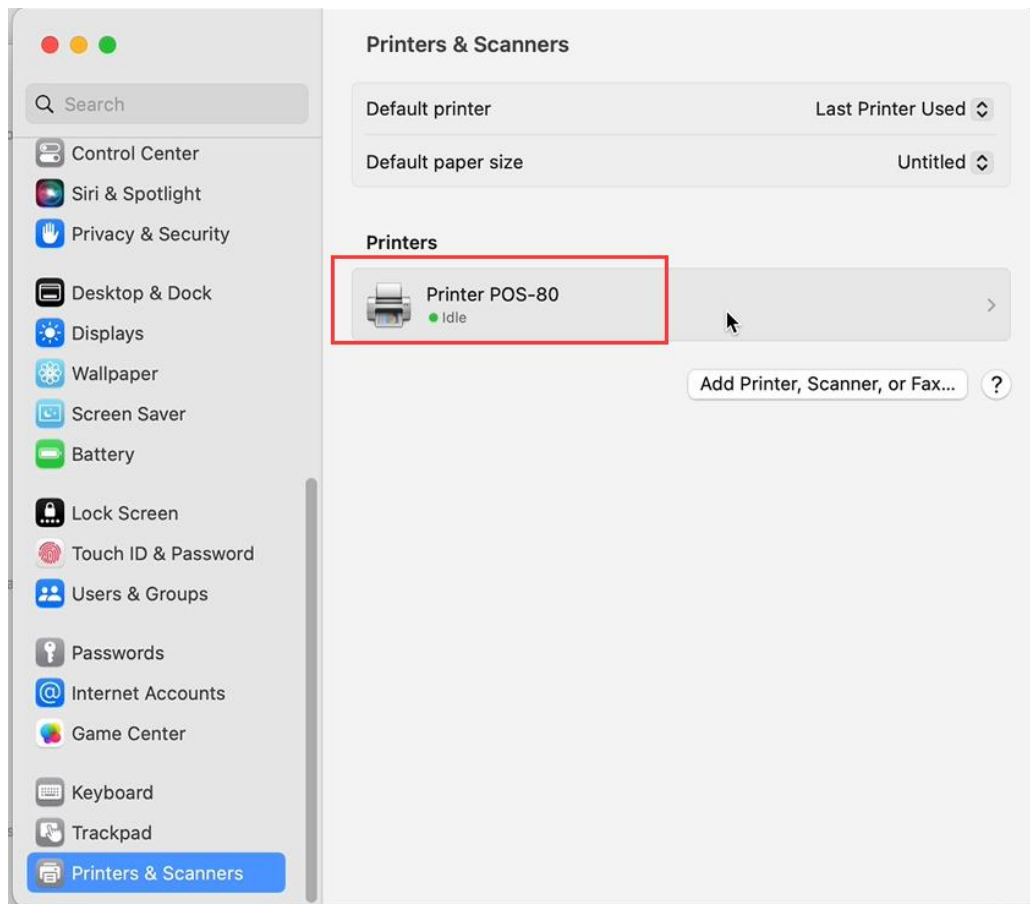 Search
Control Center
Siri & Spotlight
Privacy & Security
Desktop & Dock
Displays
Wallpaper
Screen Saver
Battery
Lock Screen
Touch ID & Password
Users & Groups
Passwords
Internet Accounts
Game Center
Keyboard
Trackpad
Printers & Scanners
Printers & Scanners
Default printer Last Printer Used
Default paper size Untitled
Printers
Printer POS-80
Idle
Add Printer, Scanner, or Fax... ?